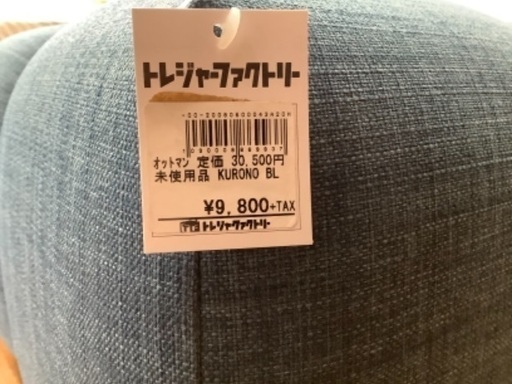 トレジャーファクトリー
オットマン 定価 30,500円
未使用品 KURONO BL
¥9,800+TAX
トレジャーファクトリー